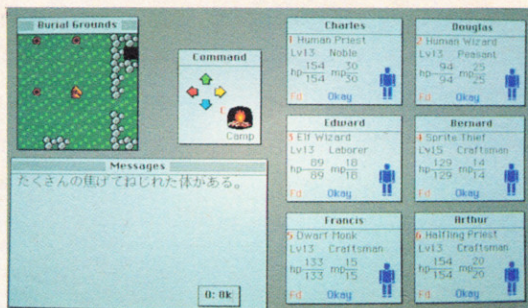 Burial Grounds
Command
Camp
Messages
たくさんの焦げてねじれた体がある。
0: Ok
Charles
1 Human Priest
Lv13 Noble
hp 154 mp 30
154 30
Okay
Douglas
2 Human Wizard
Lv13 Peasant
hp 94 mp 25
94 25
Okay
Edward
3 Elf Wizard
Lv13 Laborer
hp 89 mp 18
89 18
Fd Okay
Bernard
4 Sprite Thief
Lv15 Craftsman
hp 129 mp 14
129 14
Okay
Francis
5 Dwarf Monk
Lv13 Craftsman
hp 133 mp 15
133 15
Fd Okay
Arthur
6 Halfling Priest
Lv13 Craftsman
hp 154 mp 20
154 20
Fd Okay